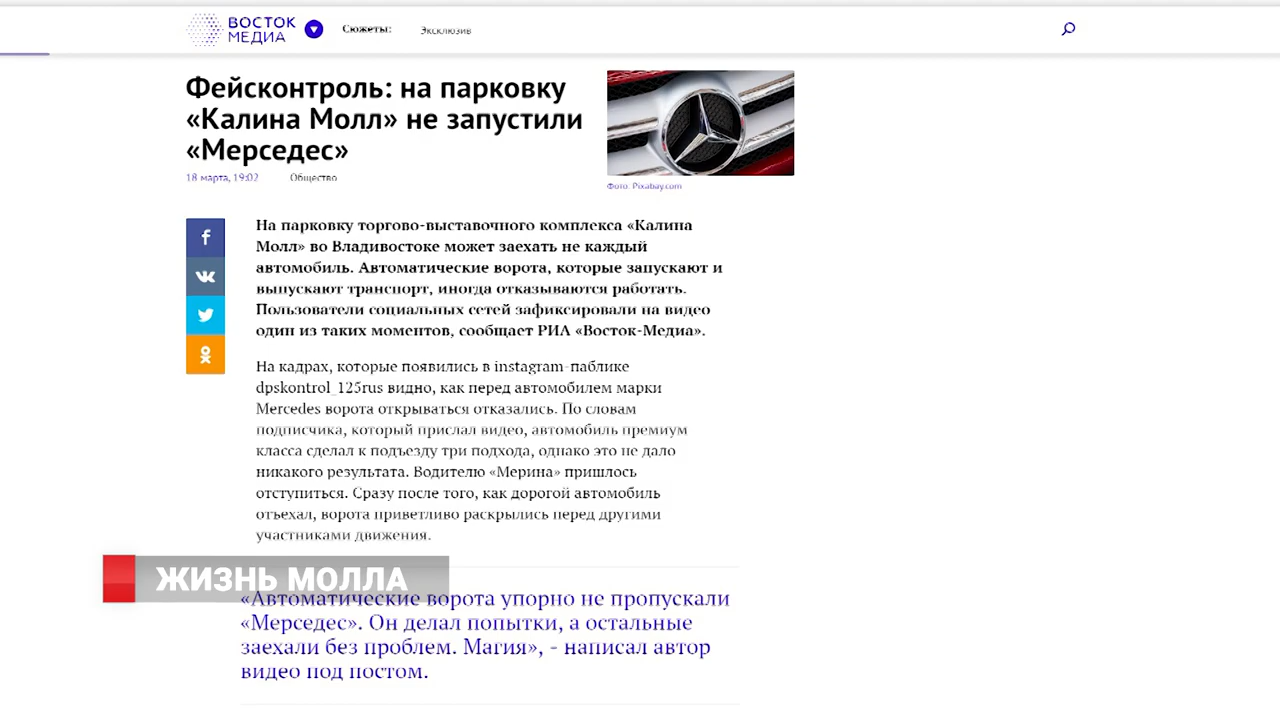 ВОСТОК
МЕДИА
Сюжеты:
Эксклюзив
Фейсконтроль: на парковку
«Калина Молл» не запустили
«Мерседес»
18 марта, 19:02
Общество
Фото: Pixabay.com
На парковку торгово-выставочного комплекса «Калина
Молл» во Владивостоке может заехать не каждый
автомобиль. Автоматические ворота, которые запускают и
выпускают транспорт, иногда отказываются работать.
Пользователи социальных сетей зафиксировали на видео
один из таких моментов, сообщает РИА «Восток-Медиа».
На кадрах, которые появились в instagram-паблике
dpskontrol_125rus видно, как перед автомобилем марки
Mercedes ворота открываться отказались. По словам
подписчика, который прислал видео, автомобиль премиум
класса сделал к подъезду три подхода, однако это не дало
никакого результата. Водителю «Мерина» пришлось
отступиться. Сразу после того, как дорогой автомобиль
отъехал, ворота приветливо раскрылись перед другими
участниками движения.
ЖИЗНЬ МОЛЛА
«Автоматические ворота упорно не пропускали
«Мерседес». Он делал попытки, а остальные
заехали без проблем. Магия», - написал автор
видео под постом.